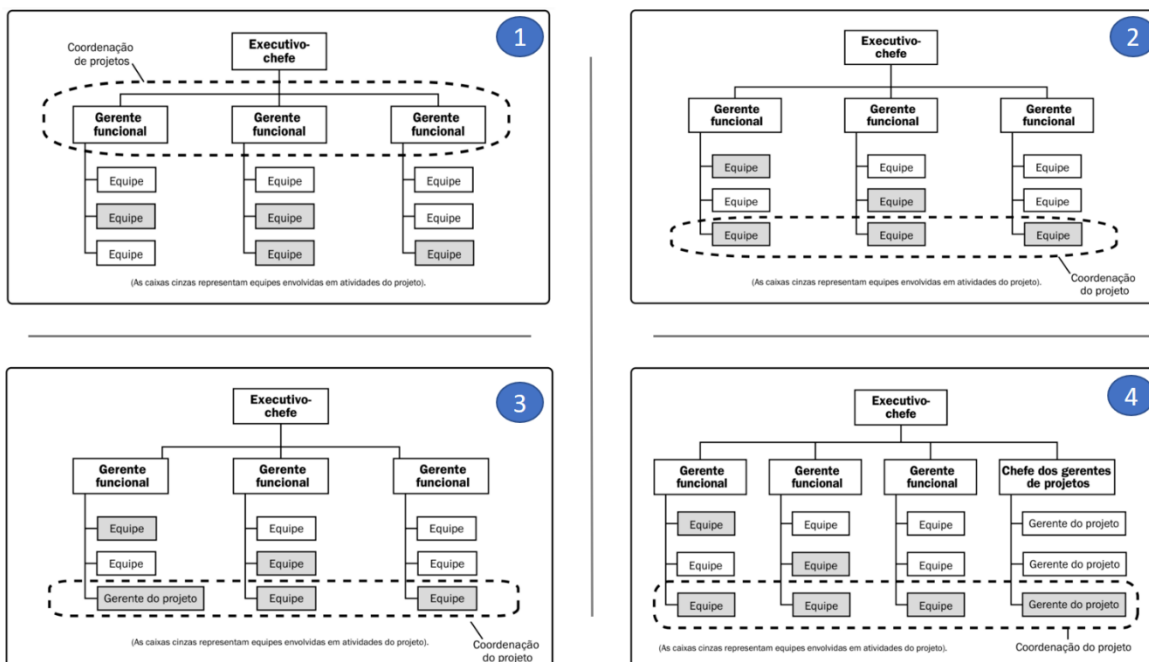 1
Coordenação
de projetos
Executivo-
chefe
Gerente
funcional
Gerente
funcional
Gerente
funcional
Equipe
Equipe
Equipe
Equipe
Equipe
Equipe
Equipe
Equipe
Equipe
(As caixas cinzas representam equipes envolvidas em atividades do projeto).
2
Executivo-
chefe
Gerente
funcional
Gerente
funcional
Gerente
funcional
Equipe
Equipe
Equipe
Equipe
Equipe
Equipe
Equipe
Equipe
Equipe
(As caixas cinzas representam equipes envolvidas em atividades do projeto).
Coordenação
do projeto
3
Executivo-
chefe
Gerente
funcional
Gerente
funcional
Gerente
funcional
Equipe
Equipe
Equipe
Equipe
Equipe
Equipe
Gerente do projeto
Equipe
Equipe
(As caixas cinzas representam equipes envolvidas em atividades do projeto).
Coordenação
do projeto
4
Executivo-
chefe
Gerente
funcional
Gerente
funcional
Gerente
funcional
Chefe dos gerentes
de projetos
Equipe
Equipe
Equipe
Gerente do projeto
Equipe
Equipe
Equipe
Gerente do projeto
Equipe
Equipe
Equipe
Gerente do projeto
(As caixas cinzas representam equipes envolvidas em atividades do projeto).
Coordenação do projeto